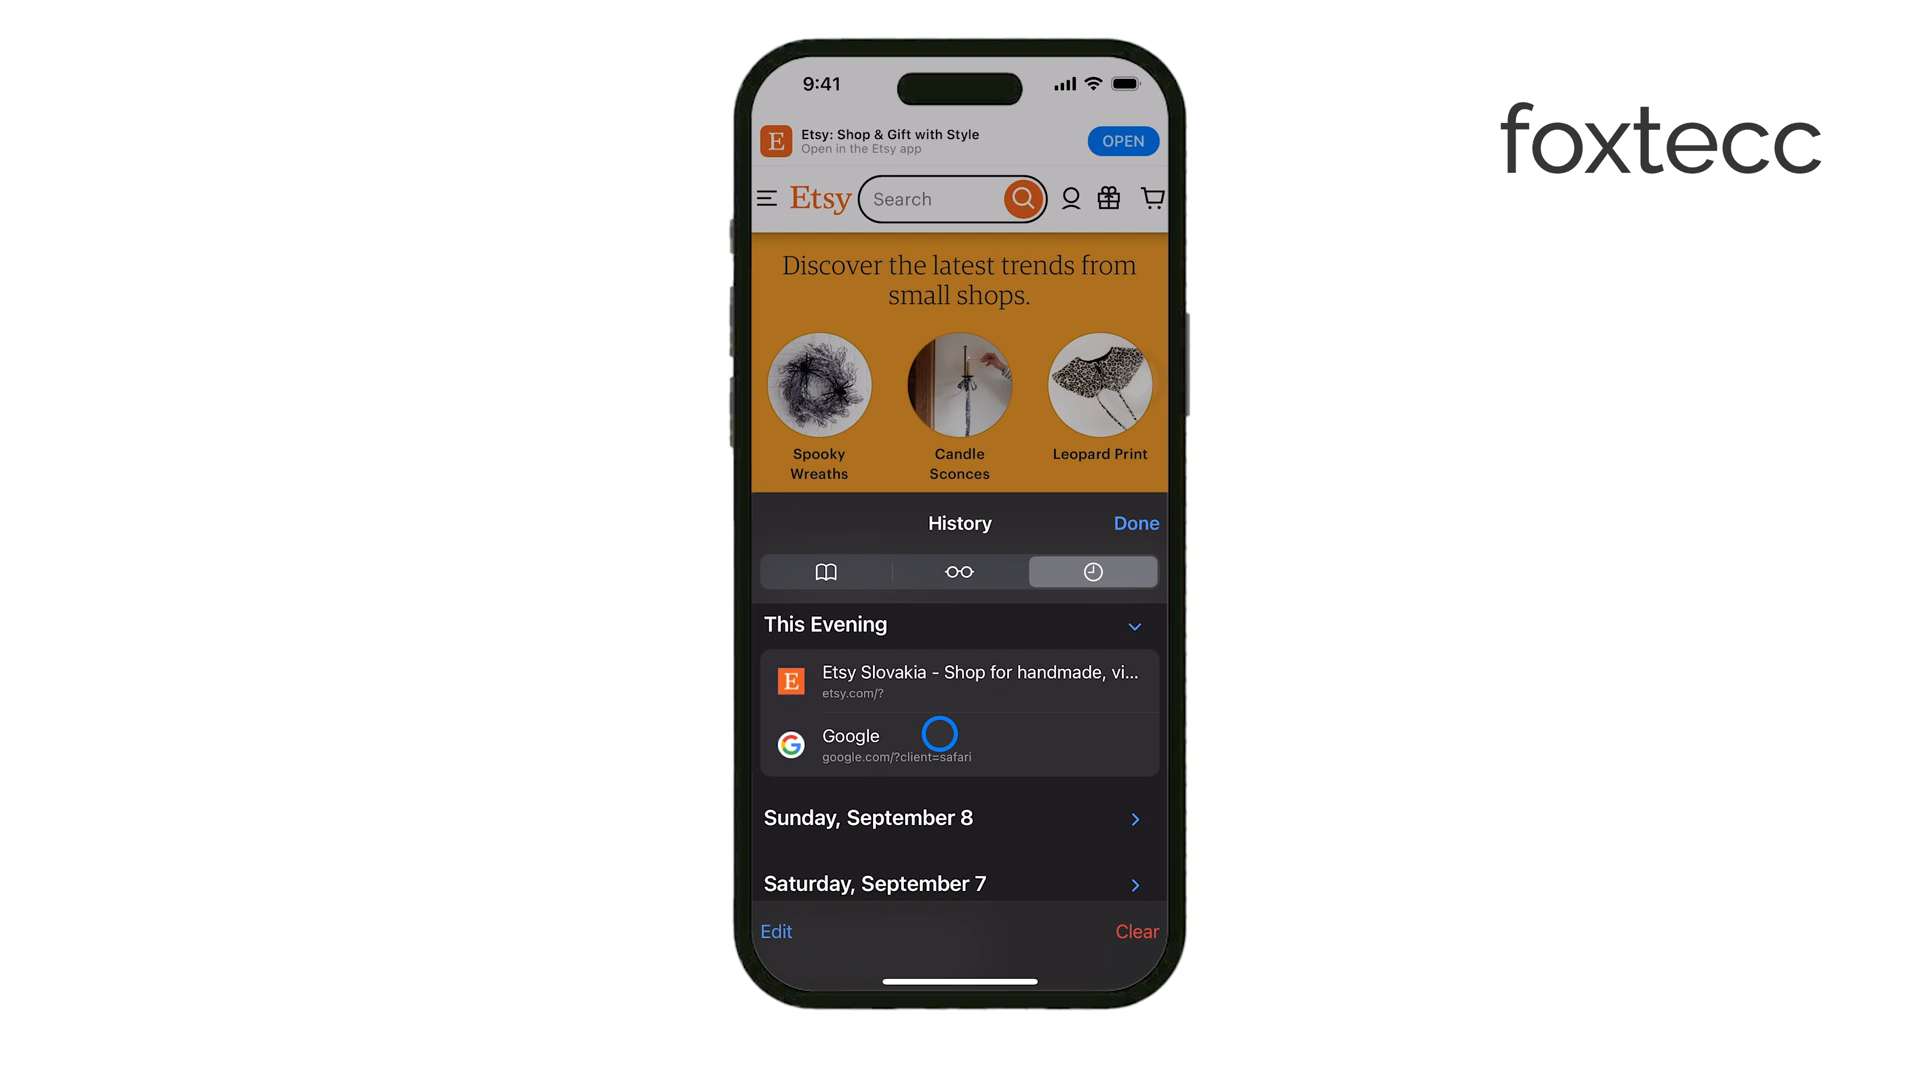 foxtecc
9:41
Etsy: Shop & Gift with Style
Open in the Etsy app
OPEN
Etsy
Search
Discover the latest trends from
small shops.
Spooky
Wreaths
Candle
Sconces
Leopard Print
History
Done
This Evening
Etsy Slovakia - Shop for handmade, vi...
etsy.com/?
Google
google.com/?client=safari
Sunday, September 8
Saturday, September 7
Edit
Clear